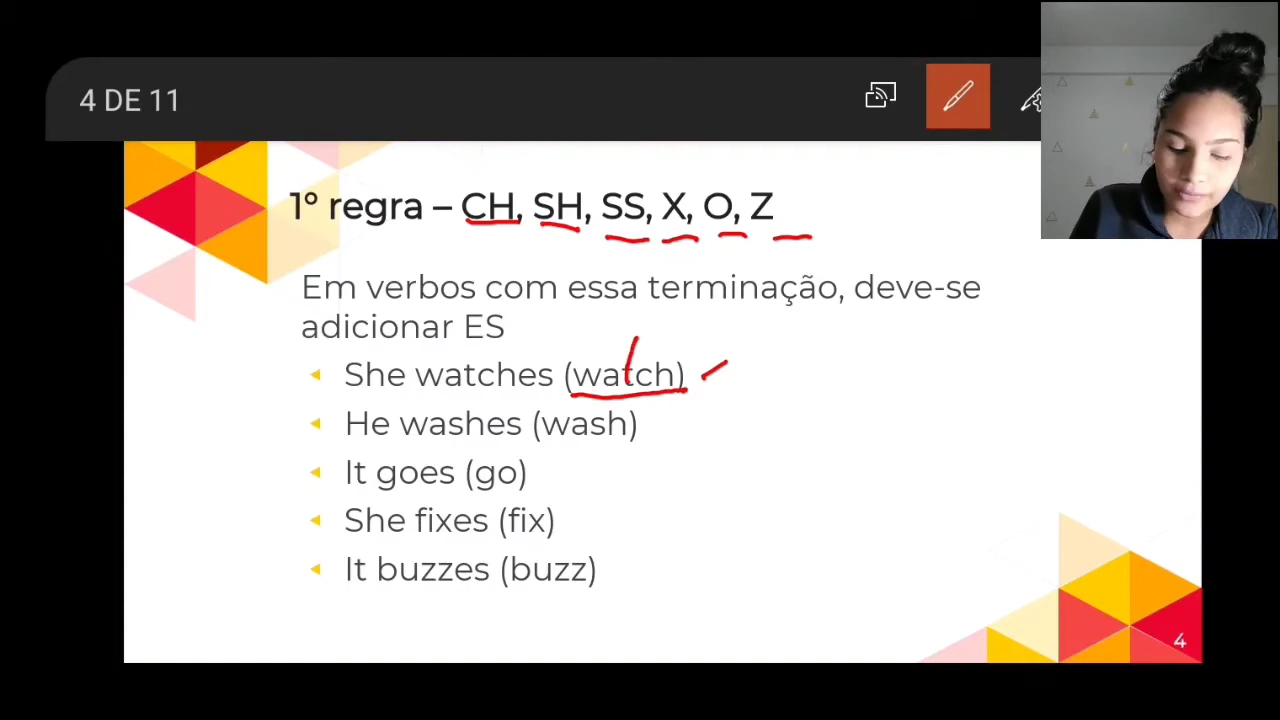 4 DE 11
1º regra – CH, SH, SS, X, O, Z
Em verbos com essa terminação, deve-se
adicionar ES
She watches (watch)
He washes (wash)
It goes (go)
She fixes (fix)
It buzzes (buzz)
4